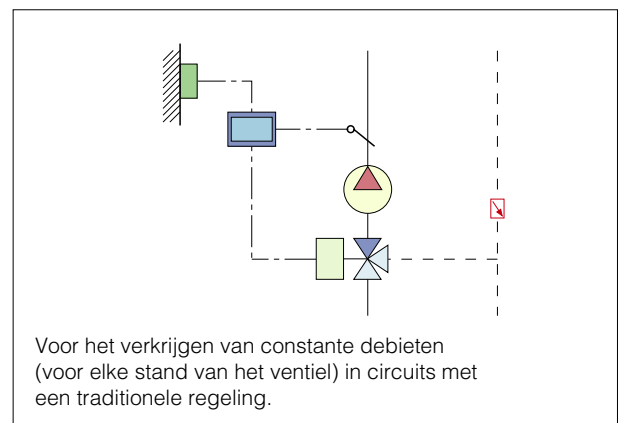 Voor het verkrijgen van constante debieten
(voor elke stand van het ventiel) in circuits met
een traditionele regeling.